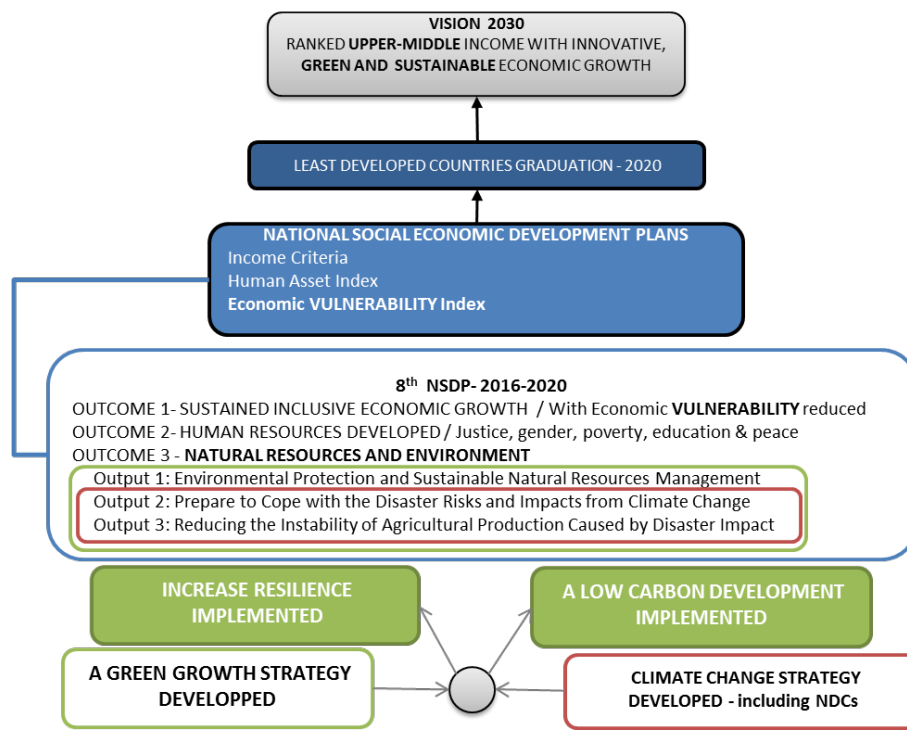 VISION 2030
RANKED UPPER-MIDDLE INCOME WITH INNOVATIVE,
GREEN AND SUSTAINABLE ECONOMIC GROWTH
LEAST DEVELOPED COUNTRIES GRADUATION - 2020
NATIONAL SOCIAL ECONOMIC DEVELOPMENT PLANS
Income Criteria
Human Asset Index
Economic VULNERABILITY Index
8th NSDP- 2016-2020
OUTCOME 1- SUSTAINED INCLUSIVE ECONOMIC GROWTH / With Economic VULNERABILITY reduced
OUTCOME 2- HUMAN RESOURCES DEVELOPED / Justice, gender, poverty, education & peace
OUTCOME 3 - NATURAL RESOURCES AND ENVIRONMENT
Output 1: Environmental Protection and Sustainable Natural Resources Management
Output 2: Prepare to Cope with the Disaster Risks and Impacts from Climate Change
Output 3: Reducing the Instability of Agricultural Production Caused by Disaster Impact
INCREASE RESILIENCE
IMPLEMENTED
A LOW CARBON DEVELOPMENT
IMPLEMENTED
A GREEN GROWTH STRATEGY
DEVELOPPED
CLIMATE CHANGE STRATEGY
DEVELOPED - including NDCs